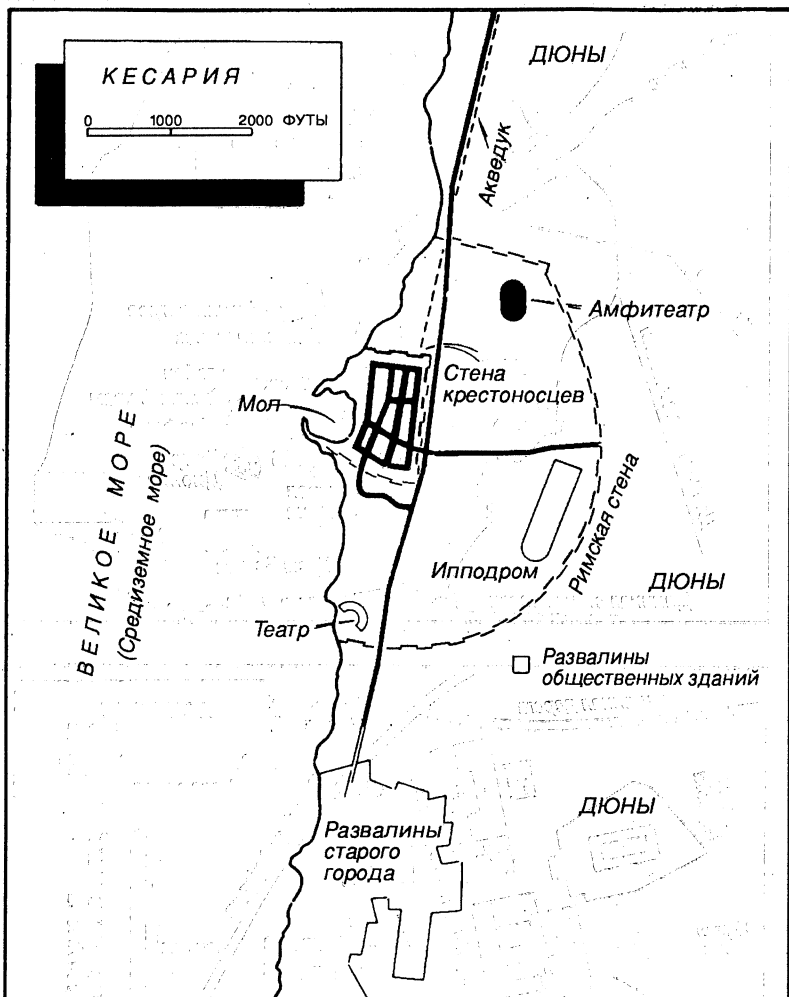 КЕСАРИЯ
0 1000 2000 ФУТЫ
ДЮНЫ
Акведук
Амфитеатр
Стена
крестоносцев
Мол
ВЕЛИКОЕ МОРЕ
(Средиземное море)
Римская стена
Ипподром
ДЮНЫ
Театр
Развалины
общественных зданий
ДЮНЫ
Развалины
старого
города